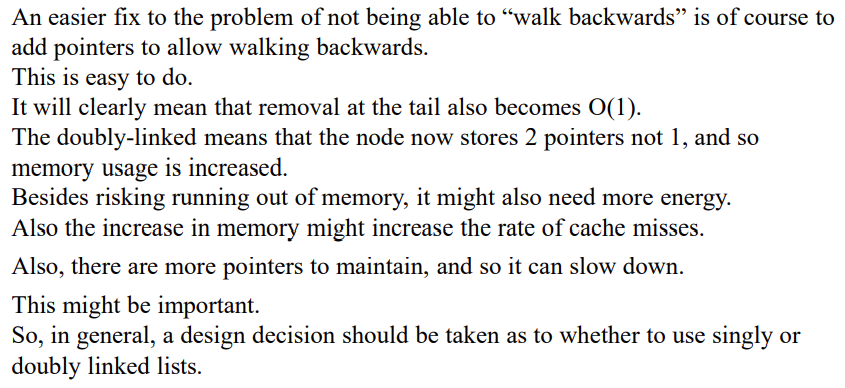 An easier fix to the problem of not being able to “walk backwards” is of course to
add pointers to allow walking backwards.
This is easy to do.
It will clearly mean that removal at the tail also becomes O(1).
The doubly-linked means that the node now stores 2 pointers not 1, and so
memory usage is increased.
Besides risking running out of memory, it might also need more energy.
Also the increase in memory might increase the rate of cache misses.
Also, there are more pointers to maintain, and so it can slow down.
This might be important.
So, in general, a design decision should be taken as to whether to use singly or
doubly linked lists.